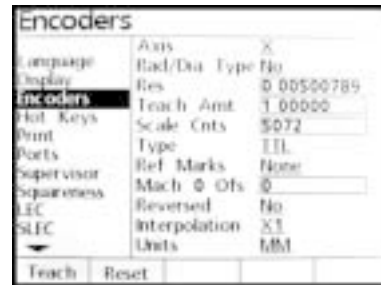 Encoders
Language
Display
Encoders
Hot Keys
Print
Ports
Supervisor
Squareness
LEC
SLEC
Axis X
Rad/Dia Type No
Res 0.00500789
Teach Amt 1.00000
Scale Cnts 5072
Type TTL
Ref Marks None
Mach 0 Ofs 0
Reversed No
Interpolation X1
Units MM
Teach Reset